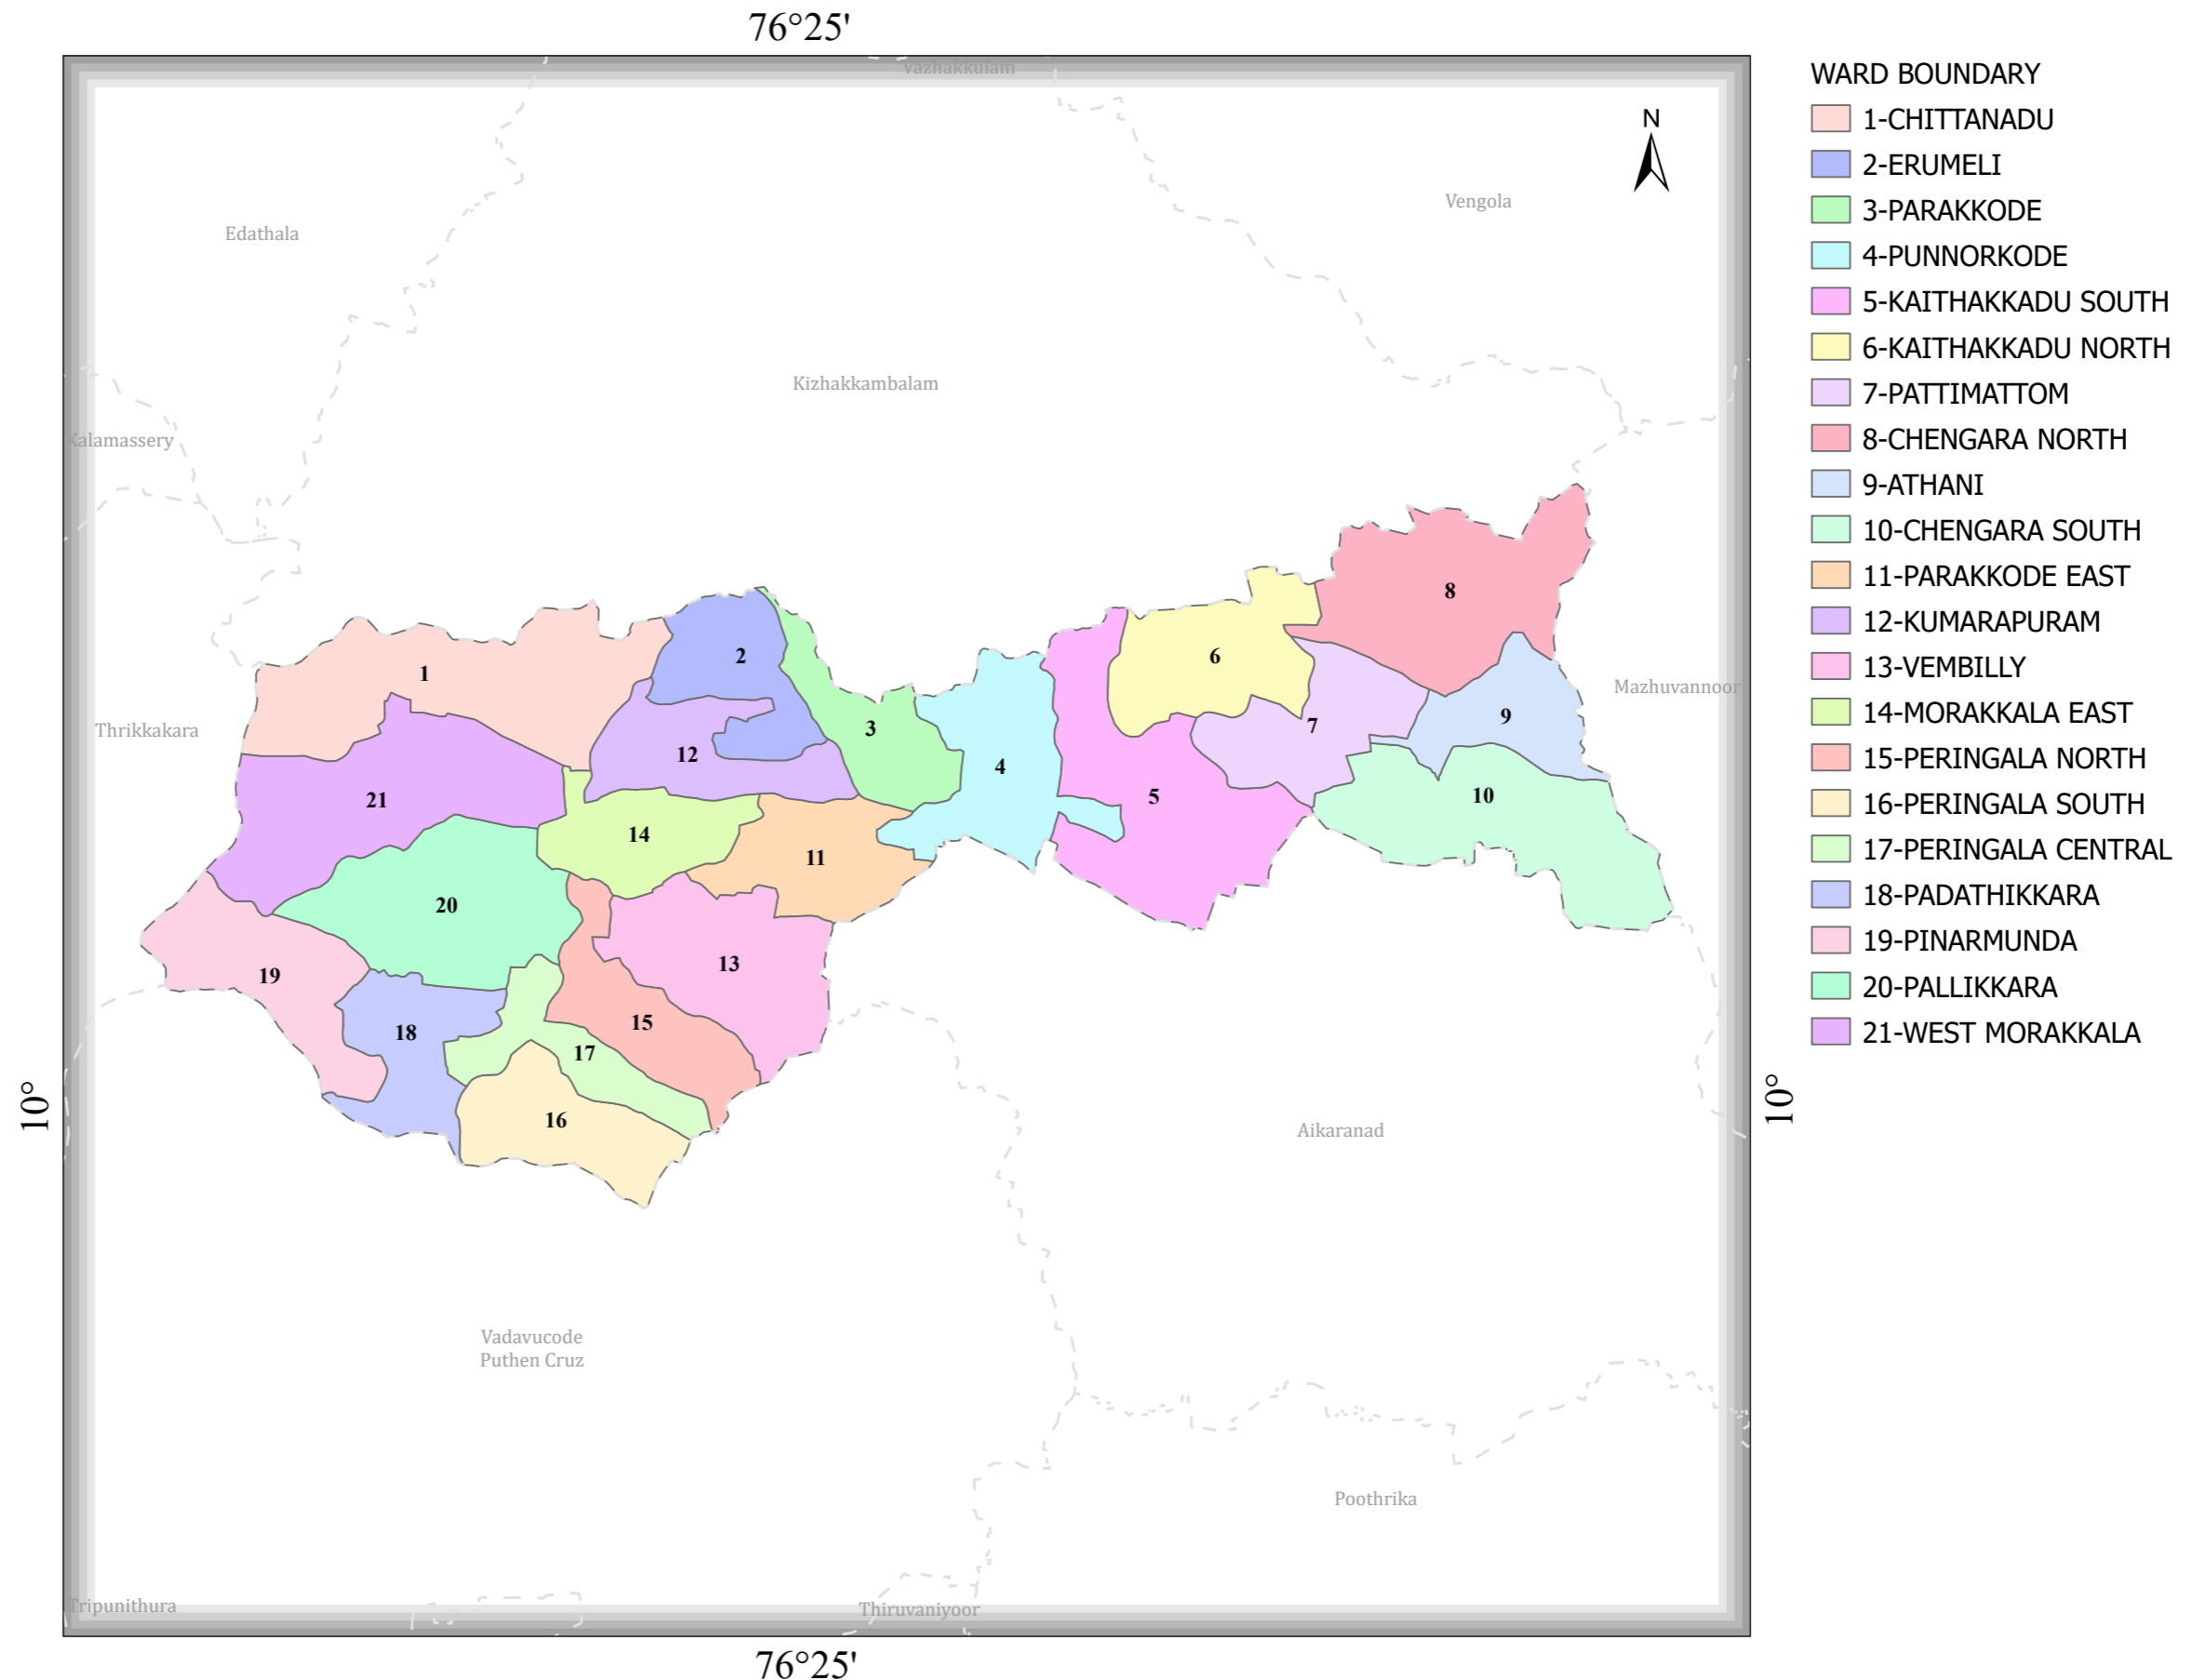 76°25'
Vazhakkulam
WARD BOUNDARY
1-CHITTANADU
2-ERUMELI
3-PARAKKODE
4-PUNNORKODE
5-KAITHAKKADU SOUTH
6-KAITHAKKADU NORTH
7-PATTIMATTOM
8-CHENGARA NORTH
9-ATHANI
10-CHENGARA SOUTH
11-PARAKKODE EAST
12-KUMARAPURAM
13-VEMBILLY
14-MORAKKALA EAST
15-PERINGALA NORTH
16-PERINGALA SOUTH
17-PERINGALA CENTRAL
18-PADATHIKKARA
19-PINARMUNDA
20-PALLIKKARA
21-WEST MORAKKALA
N
Vengola
Edathala
Kizhakkambalam
Kalamassery
8
2
6
1
Mazhuvannoor
9
7
3
Thrikkakara
12
4
10
5
21
14
11
20
13
19
15
18
17
10°
10°
16
Aikaranad
Vadavucode
Puthen Cruz
Poothrika
Tripunithura
Thiruvaniyoor
76°25'